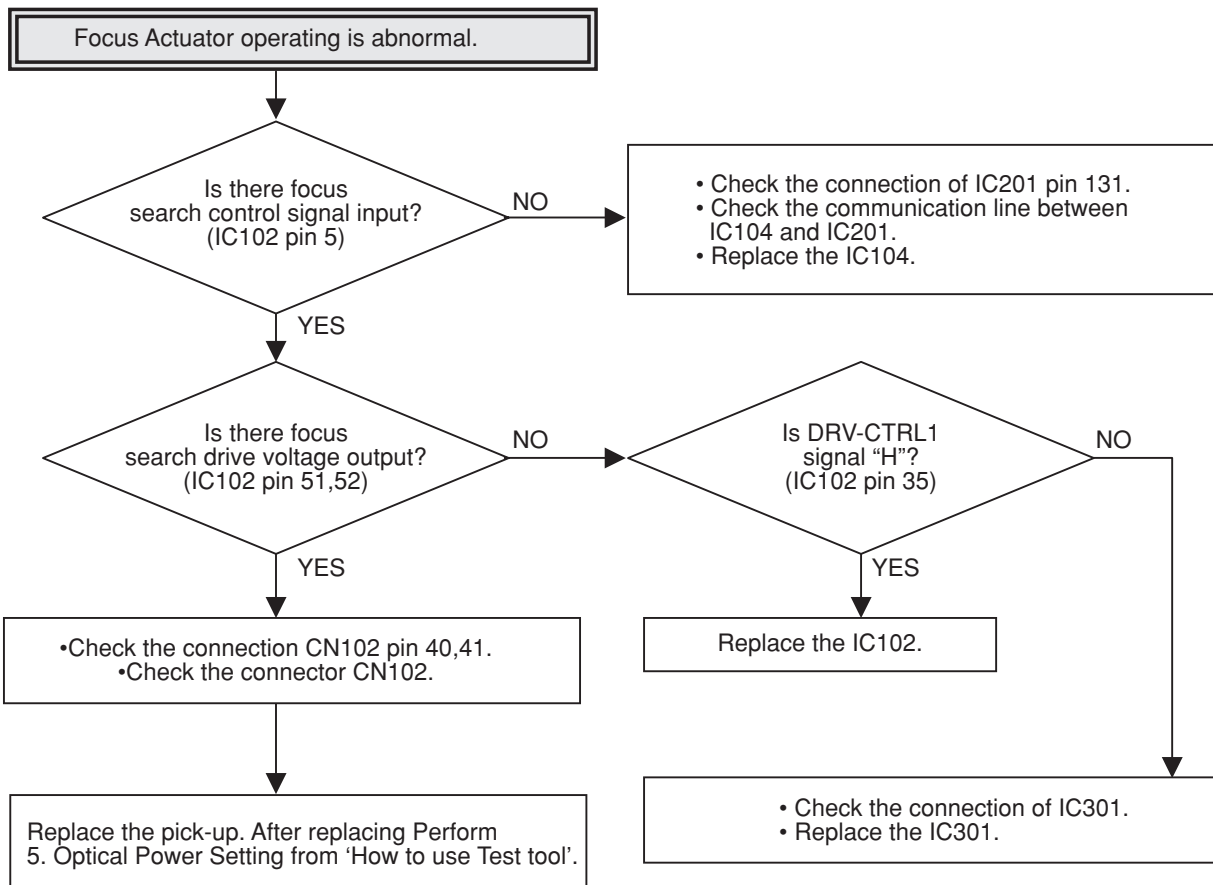 Focus Actuator operating is abnormal.
Is there focus
search control signal input?
(IC102 pin 5)
NO
• Check the connection of IC201 pin 131.
• Check the communication line between
IC104 and IC201.
• Replace the IC104.
YES
Is there focus
search drive voltage output?
(IC102 pin 51,52)
NO
Is DRV-CTRL1
signal “H”?
(IC102 pin 35)
NO
YES
YES
•Check the connection CN102 pin 40,41.
•Check the connector CN102.
Replace the IC102.
Replace the pick-up. After replacing Perform
5. Optical Power Setting from ‘How to use Test tool’.
• Check the connection of IC301.
• Replace the IC301.